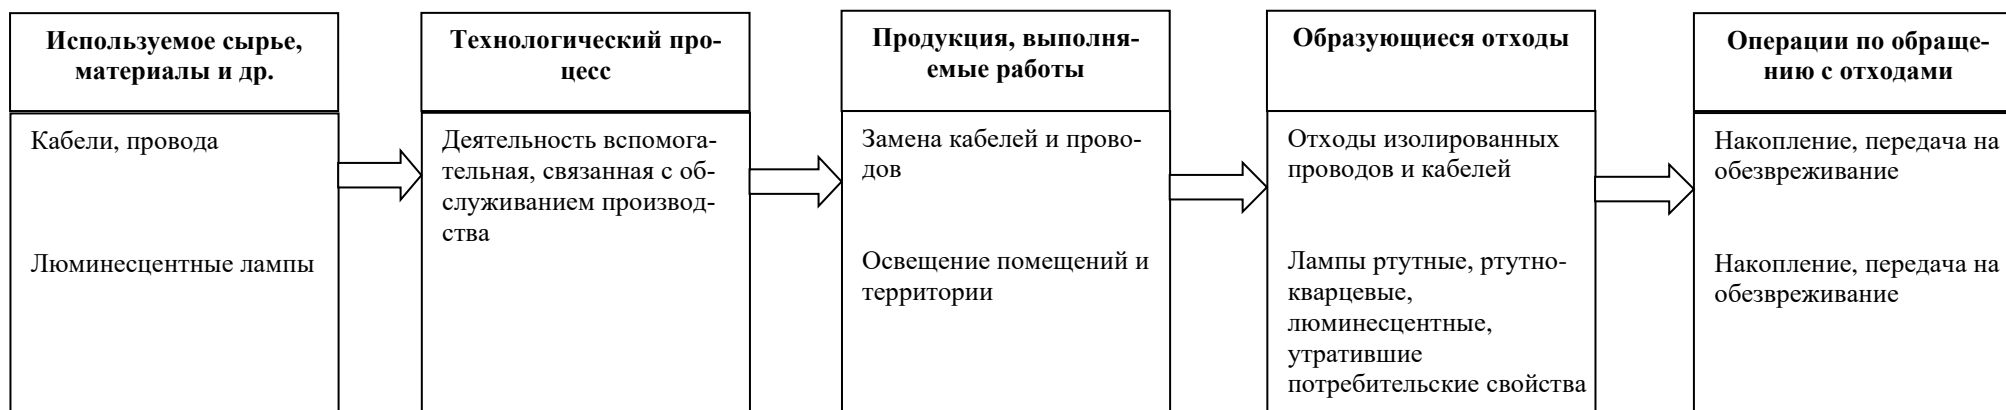 Используемое сырье,
материалы и др.
Кабели, провода
Люминесцентные лампы
Технологический про-
цесс
Деятельность вспомога-
тельная, связанная с об-
служиванием производ-
ства
Продукция, выполня-
емые работы
Замена кабелей и прово-
дов
Освещение помещений и
территории
Образующиеся отходы
Отходы изолированных
проводов и кабелей
Лампы ртутные, ртутно-
кварцевые,
люминесцентные,
утратившие
потребительские свойства
Операции по обраще-
нию с отходами
Накопление, передача на
обезвреживание
Накопление, передача на
обезвреживание